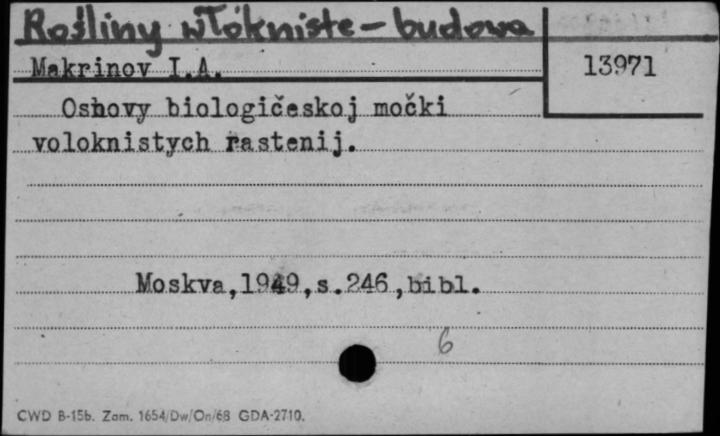 Rośliny włókniste - budowa
Makrinov I.A.
13971
Osnovy biologičeskoj močki
voloknistych rastenij.
Moskva,1949,s.246,bibl.
6
CWD B-15b. Zam. 1654/Dw/On/68 GDA-2710.